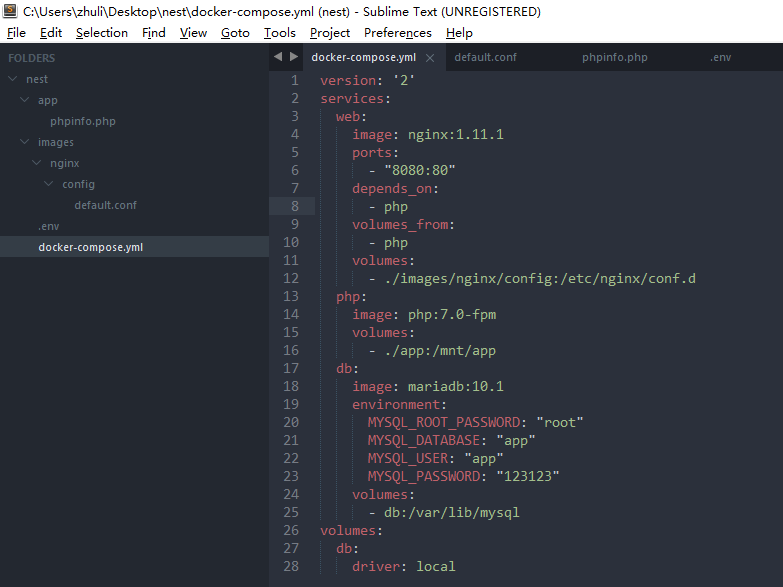 C:\Users\zhuli\Desktop\nest\docker-compose.yml (nest) - Sublime Text (UNREGISTERED)
File Edit Selection Find View Goto Tools Project Preferences Help
FOLDERS
nest
app
phpinfo.php
images
nginx
config
default.conf
.env
docker-compose.yml
docker-compose.yml default.conf phpinfo.php .env
1 version: '2'
2 services:
3   web:
4     image: nginx:1.11.1
5     ports:
6       - "8080:80"
7     depends_on:
8       - php
9     volumes_from:
10       - php
11     volumes:
12       - ./images/nginx/config:/etc/nginx/conf.d
13   php:
14     image: php:7.0-fpm
15     volumes:
16       - ./app:/mnt/app
17   db:
18     image: mariadb:10.1
19     environment:
20       MYSQL_ROOT_PASSWORD: "root"
21       MYSQL_DATABASE: "app"
22       MYSQL_USER: "app"
23       MYSQL_PASSWORD: "123123"
24     volumes:
25       - db:/var/lib/mysql
26 volumes:
27   db:
28     driver: local